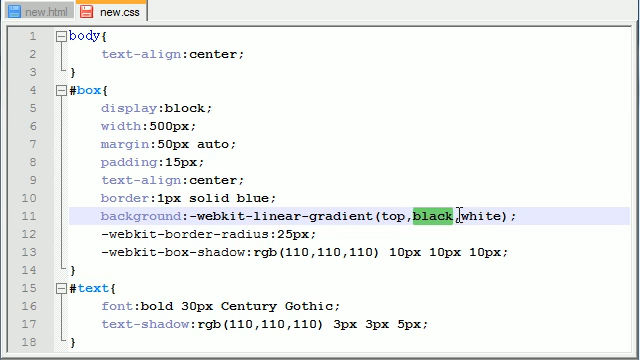 new.html new.css
1 body{
2 text-align:center;
3 }
4 #box{
5 display:block;
6 width:500px;
7 margin:50px auto;
8 padding:15px;
9 text-align:center;
10 border:1px solid blue;
11 background:-webkit-linear-gradient(top,black,white);
12 -webkit-border-radius:25px;
13 -webkit-box-shadow:rgb(110,110,110) 10px 10px 10px;
14 }
15 #text{
16 font:bold 30px Century Gothic;
17 text-shadow:rgb(110,110,110) 3px 3px 5px;
18 }